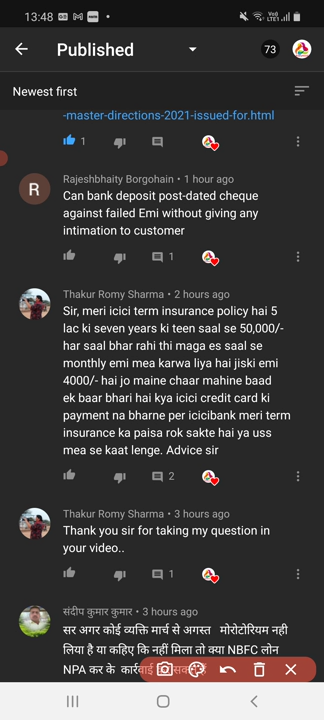 13:48
Published
73
Newest first
-master-directions-2021-issued-for.html
1
R
Rajeshbhaity Borgohain • 1 hour ago
Can bank deposit post-dated cheque
against failed Emi without giving any
intimation to customer
1
Thakur Romy Sharma • 2 hours ago
Sir, meri icici term insurance policy hai 5
lac ki seven years ki teen saal se 50,000/-
har saal bhar rahi thi maga es saal se
monthly emi mea karwa liya hai jiski emi
4000/- hai jo maine chaar mahine baad
ek baar bhari hai kya icici credit card ki
payment na bharne per icicibank meri term
insurance ka paisa rok sakte hai ya uss
mea se kaat lenge. Advice sir
2
Thakur Romy Sharma • 3 hours ago
Thank you sir for taking my question in
your video..
1
संदीप कुमार कुमार • 3 hours ago
सर अगर कोई व्यक्ति मार्च से अगस्त मोरोटोरियम नही
लिया है या कहिए कि नहीं मिला तो क्या NBFC लोन
NPA कर के